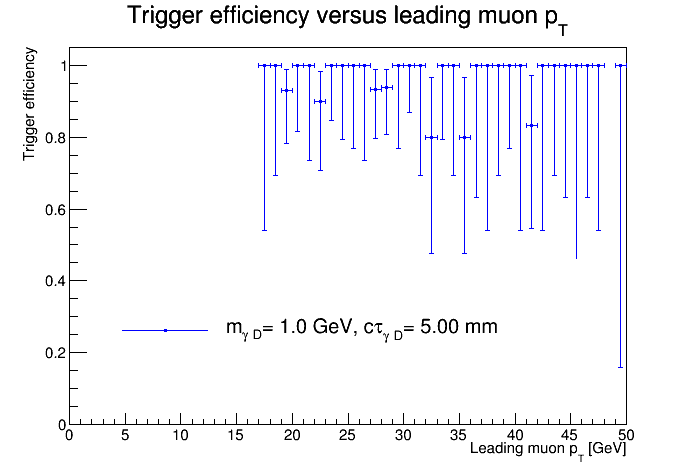 Trigger efficiency versus leading muon p_T
Trigger efficiency
1
0.8
0.6
0.4
0.2
0
m_γ D= 1.0 GeV, cτ_γ D= 5.00 mm
0 5 10 15 20 25 30 35 40 45 50
Leading muon p_T [GeV]